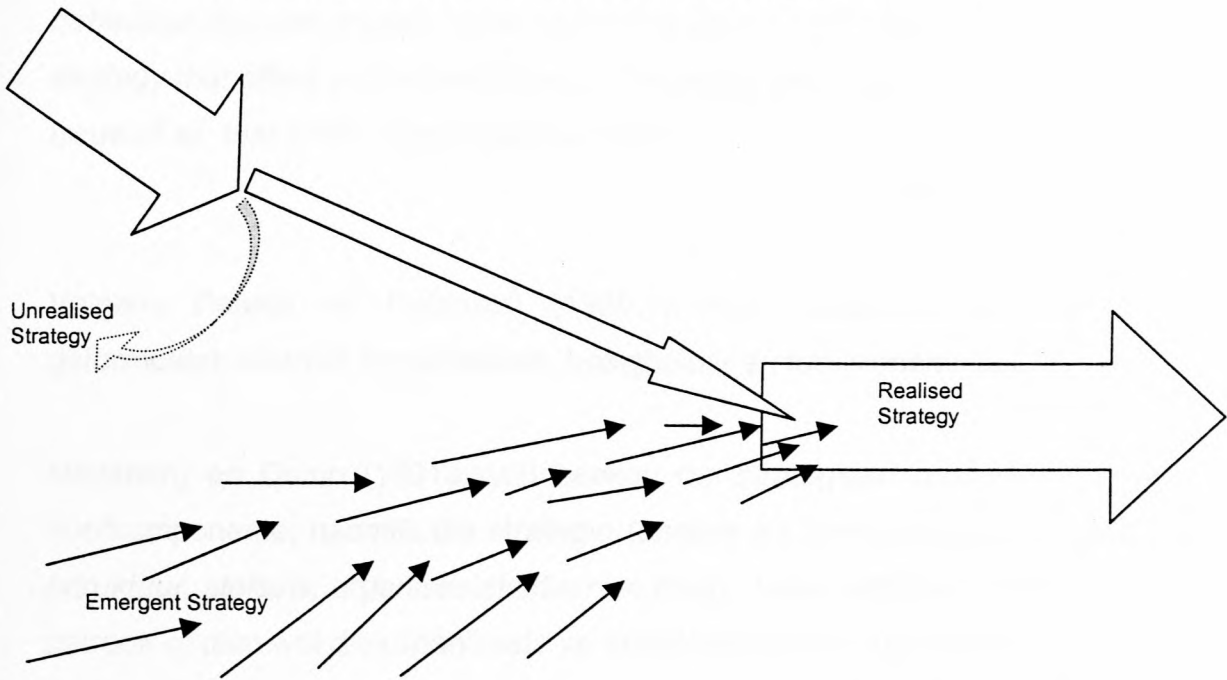 Unrealised
Strategy
Realised
Strategy
Emergent Strategy